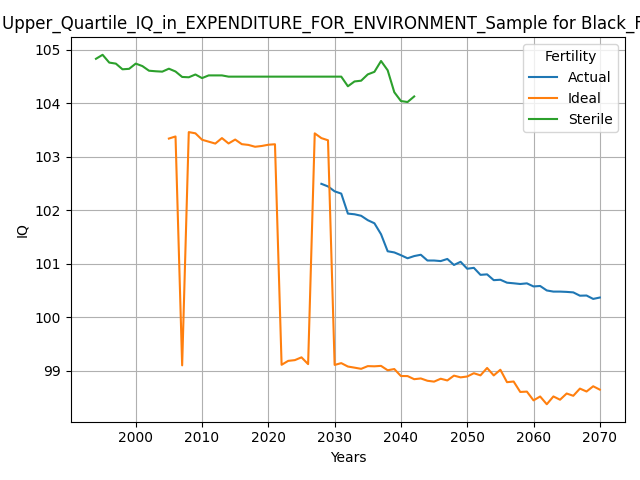 Upper_Quartile_IQ_in_EXPENDITURE_FOR_ENVIRONMENT_Sample for Black_F
Fertility
Actual
Ideal
Sterile
105
104
103
102
101
100
99
IQ
2000 2010 2020 2030 2040 2050 2060 2070
Years